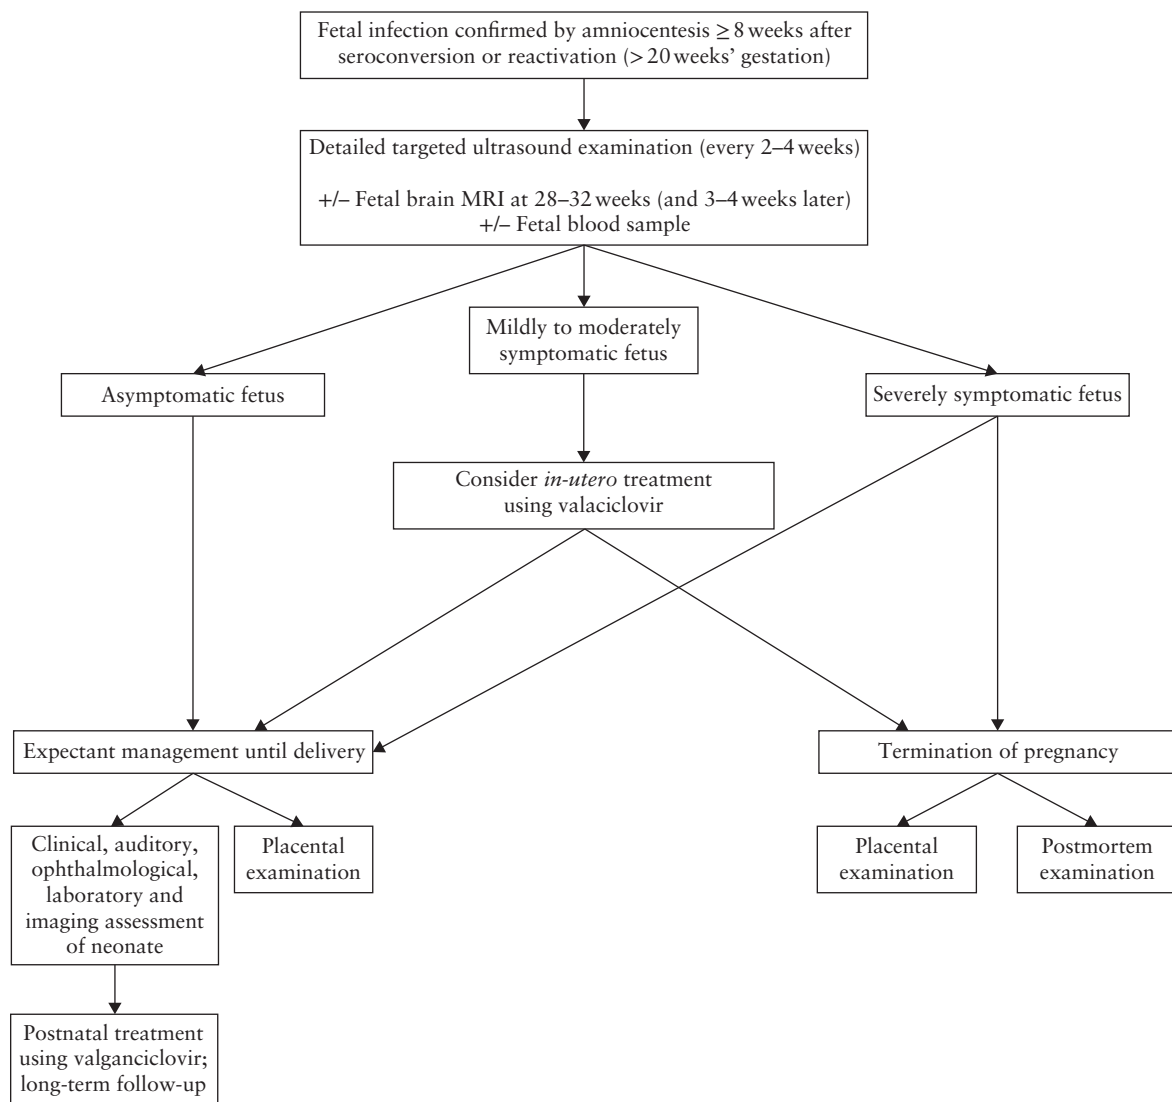 Fetal infection confirmed by amniocentesis ≥ 8 weeks after
seroconversion or reactivation (> 20 weeks’ gestation)
Detailed targeted ultrasound examination (every 2–4 weeks)
+/– Fetal brain MRI at 28–32 weeks (and 3–4 weeks later)
+/– Fetal blood sample
Mildly to moderately
symptomatic fetus
Asymptomatic fetus
Severely symptomatic fetus
Consider in-utero treatment
using valaciclovir
Expectant management until delivery
Termination of pregnancy
Clinical, auditory,
ophthalmological,
laboratory and
imaging assessment
of neonate
Placental
examination
Placental
examination
Postmortem
examination
Postnatal treatment
using valganciclovir;
long-term follow-up